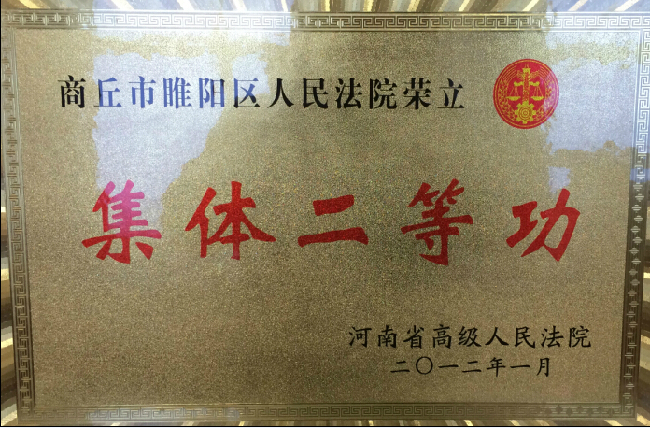 商丘市睢阳区人民法院荣立
集体二等功
河南省高级人民法院
二〇一二年一月